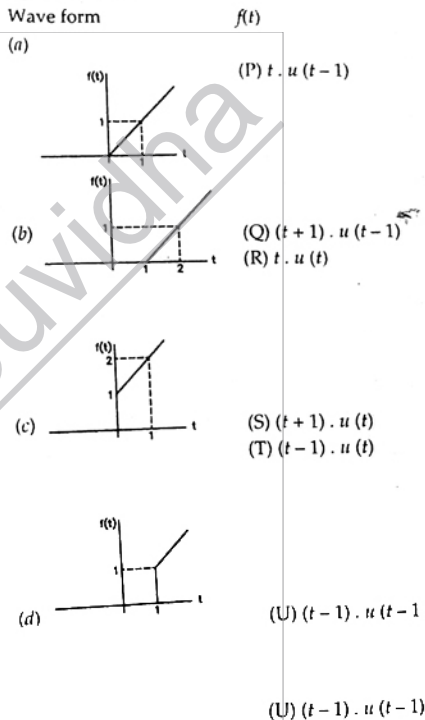 Wave form f(t)
(a)
(P) t . u (t − 1)
f(t)
1
1 t
f(t)
(b) 1 (Q) (t + 1) . u (t − 1)
1 2 t (R) t . u (t)
f(t)
2
1
(c) (S) (t + 1) . u (t)
1 t (T) (t − 1) . u (t)
f(t)
1
1 t
(d) (U) (t − 1) . u (t − 1
(U) (t − 1) . u (t − 1)
uvidha